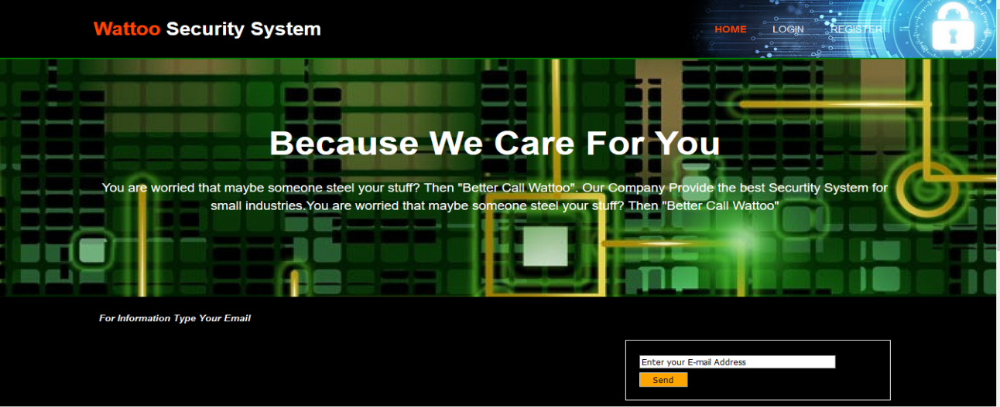 Wattoo Security System
HOME LOGIN REGISTER
Because We Care For You
You are worried that maybe someone steel your stuff? Then "Better Call Wattoo". Our Company Provide the best Securtity System for
small industries.You are worried that maybe someone steel your stuff? Then "Better Call Wattoo"
For Information Type Your Email
Enter your E-mail Address
Send